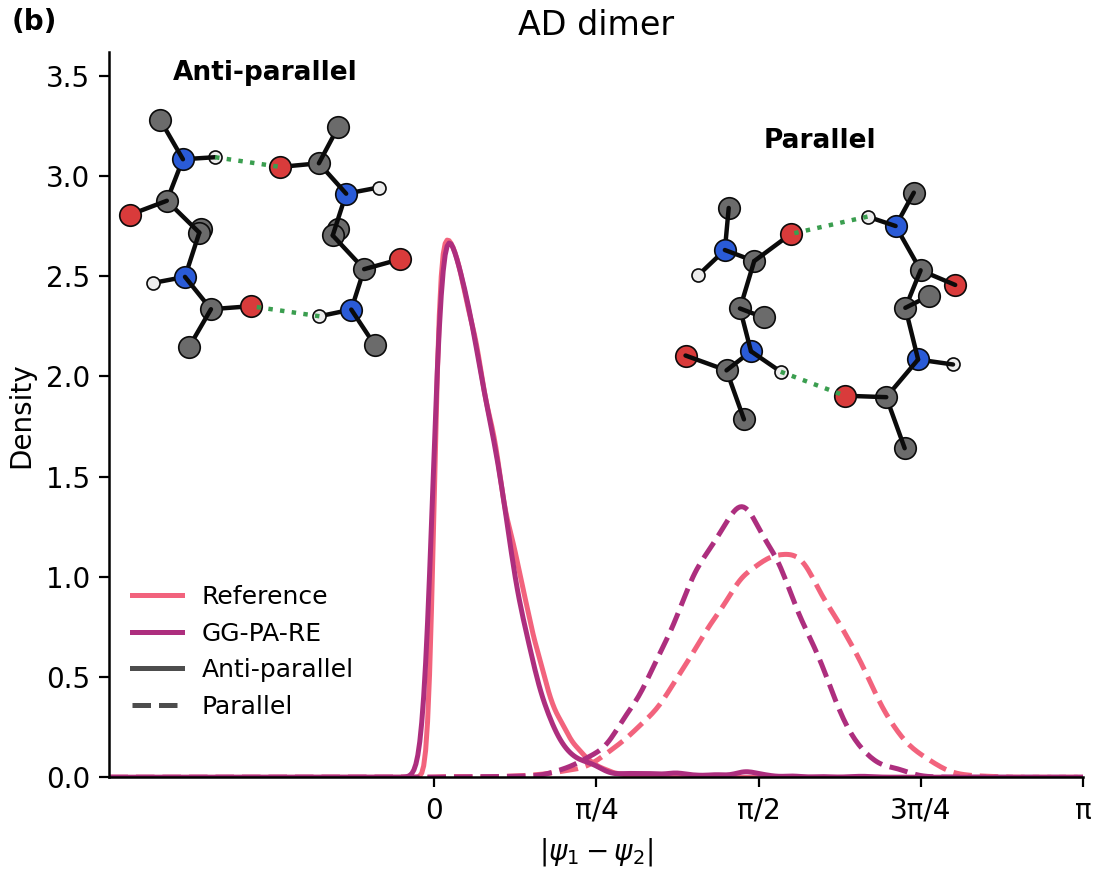 (b)
AD dimer
Anti-parallel
Parallel
3.5
3.0
2.5
2.0
1.5
1.0
0.5
0.0
Density
Reference
GG-PA-RE
Anti-parallel
Parallel
0 π/4 π/2 3π/4 π
|ψ₁ − ψ₂|